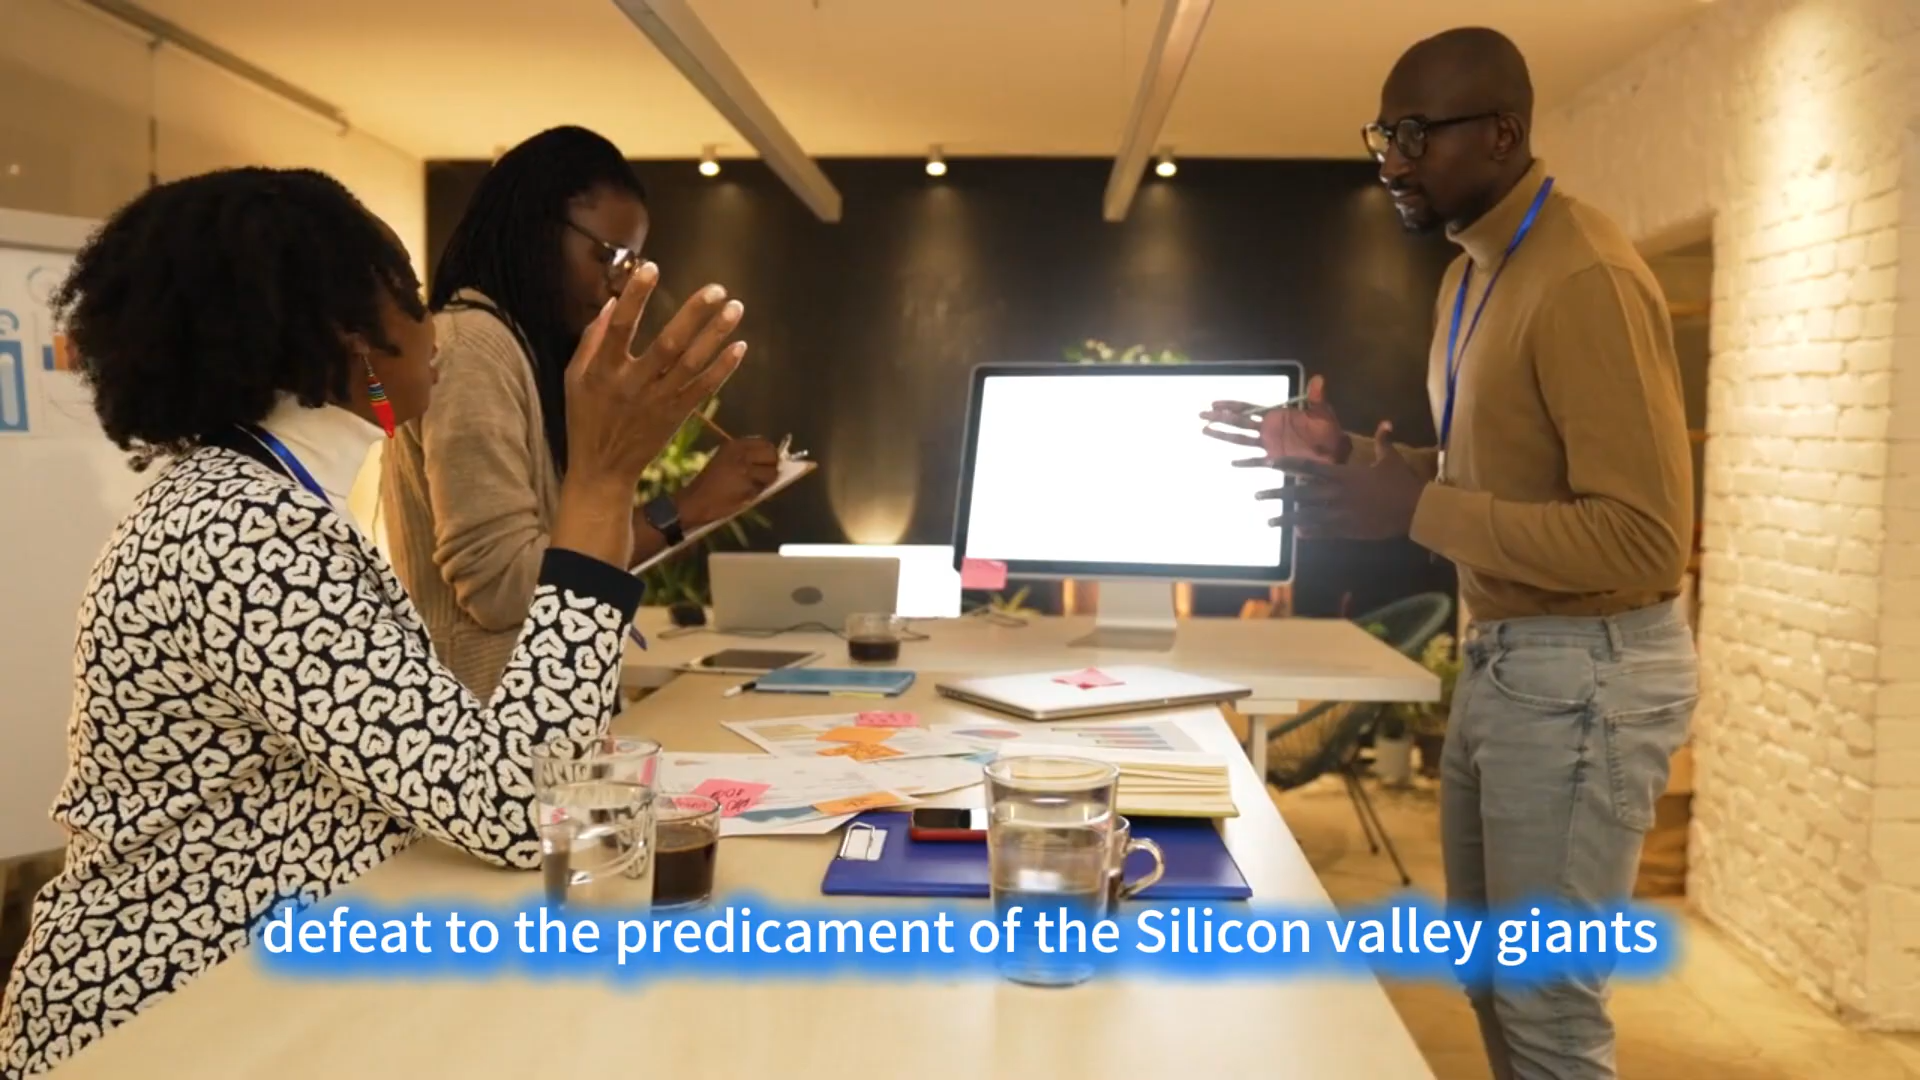 defeat to the predicament of the Silicon valley giants